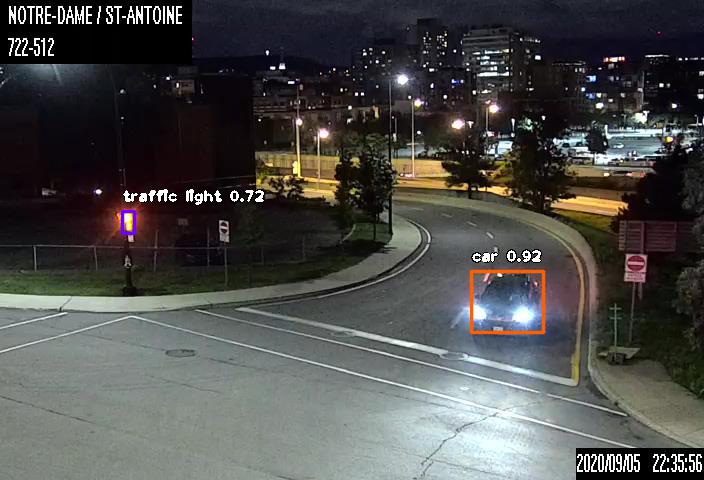 NOTRE-DAME / ST-ANTOINE
722-512
traffic light 0.72
car 0.92
2020/09/05 22:35:56